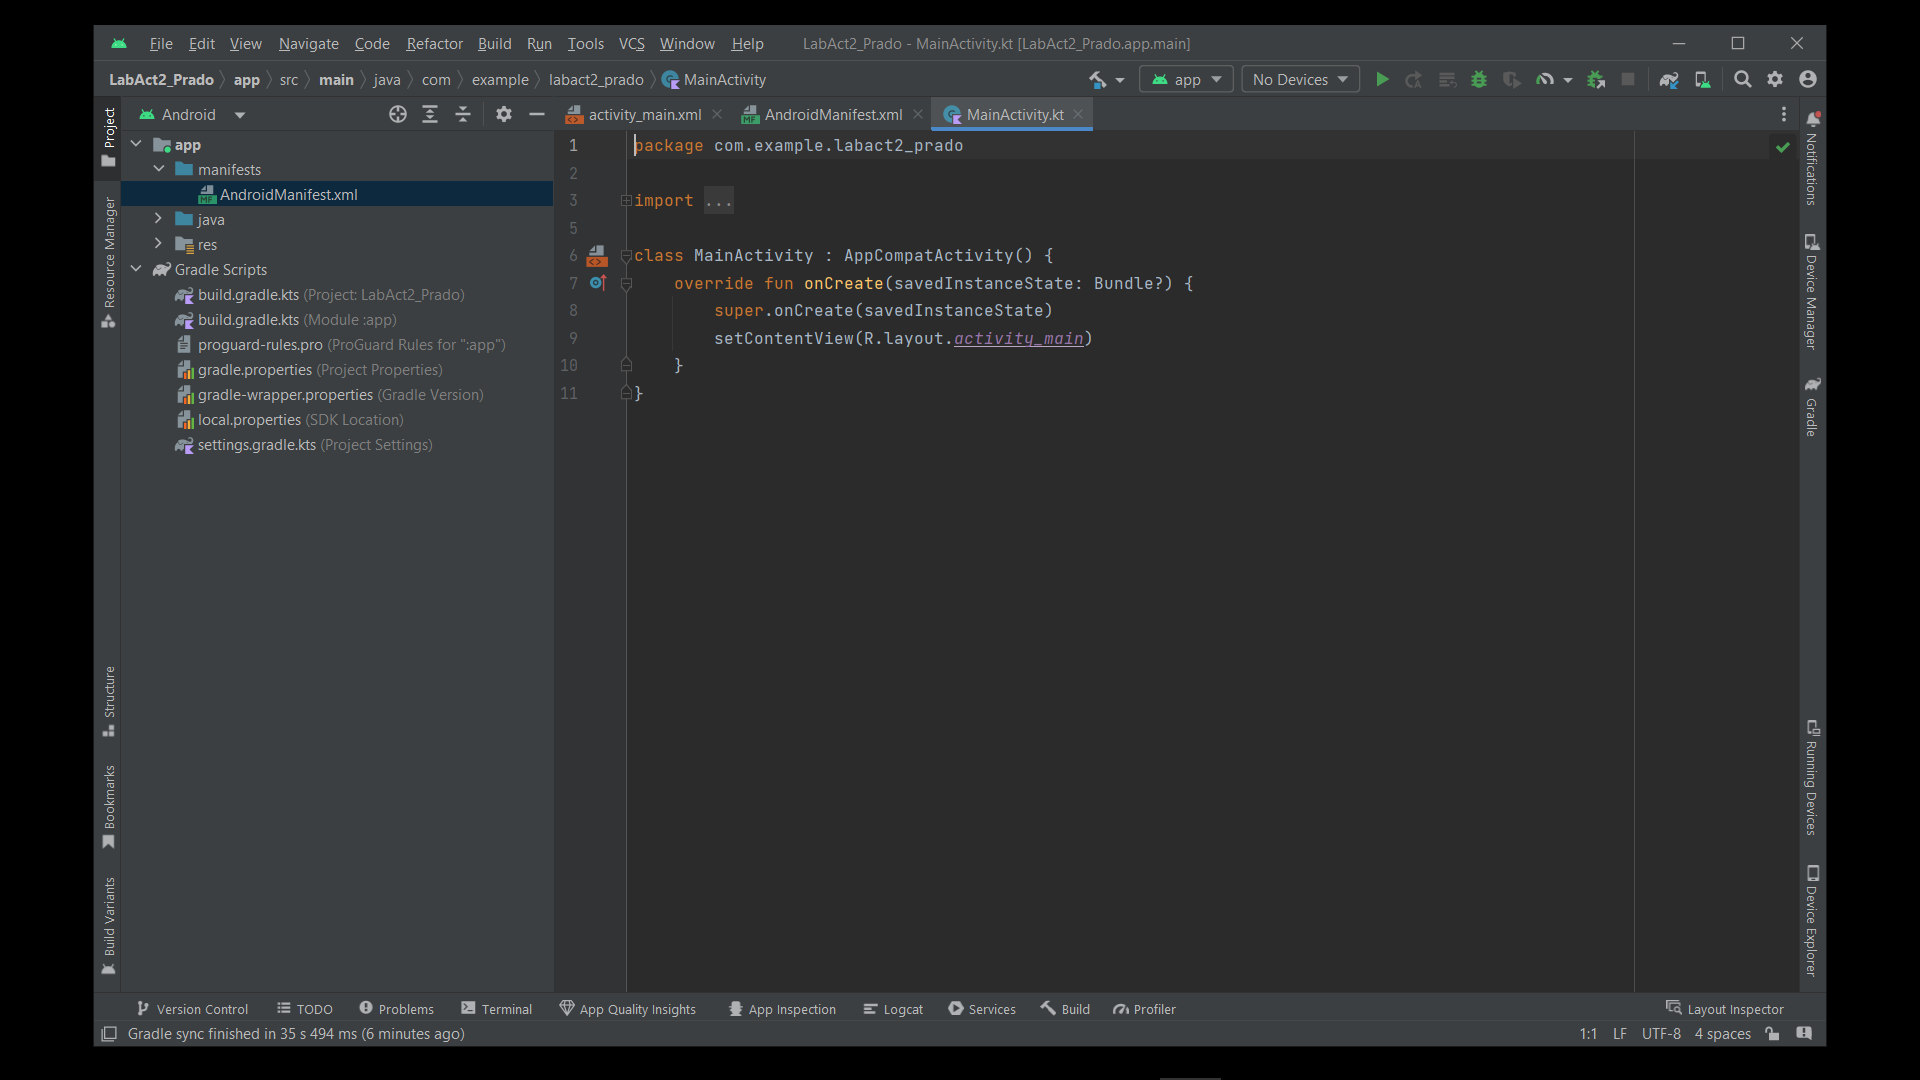 File Edit View Navigate Code Refactor Build Run Tools VCS Window Help LabAct2_Prado - MainActivity.kt [LabAct2_Prado.app.main]
LabAct2_Prado app src main java com example labact2_prado MainActivity app No Devices
Project
Android
activity_main.xml AndroidManifest.xml MainActivity.kt
app
manifests
AndroidManifest.xml
java
res
Gradle Scripts
build.gradle.kts (Project: LabAct2_Prado)
build.gradle.kts (Module :app)
proguard-rules.pro (ProGuard Rules for ":app")
gradle.properties (Project Properties)
gradle-wrapper.properties (Gradle Version)
local.properties (SDK Location)
settings.gradle.kts (Project Settings)
Resource Manager
Structure
Bookmarks
Build Variants
1 package com.example.labact2_prado
2
3 import ...
5
6 class MainActivity : AppCompatActivity() {
7 override fun onCreate(savedInstanceState: Bundle?) {
8 super.onCreate(savedInstanceState)
9 setContentView(R.layout.activity_main)
10 }
11 }
Notifications
Device Manager
Gradle
Running Devices
Device Explorer
Version Control TODO Problems Terminal App Quality Insights App Inspection Logcat Services Build Profiler Layout Inspector
Gradle sync finished in 35 s 494 ms (6 minutes ago) 1:1 LF UTF-8 4 spaces